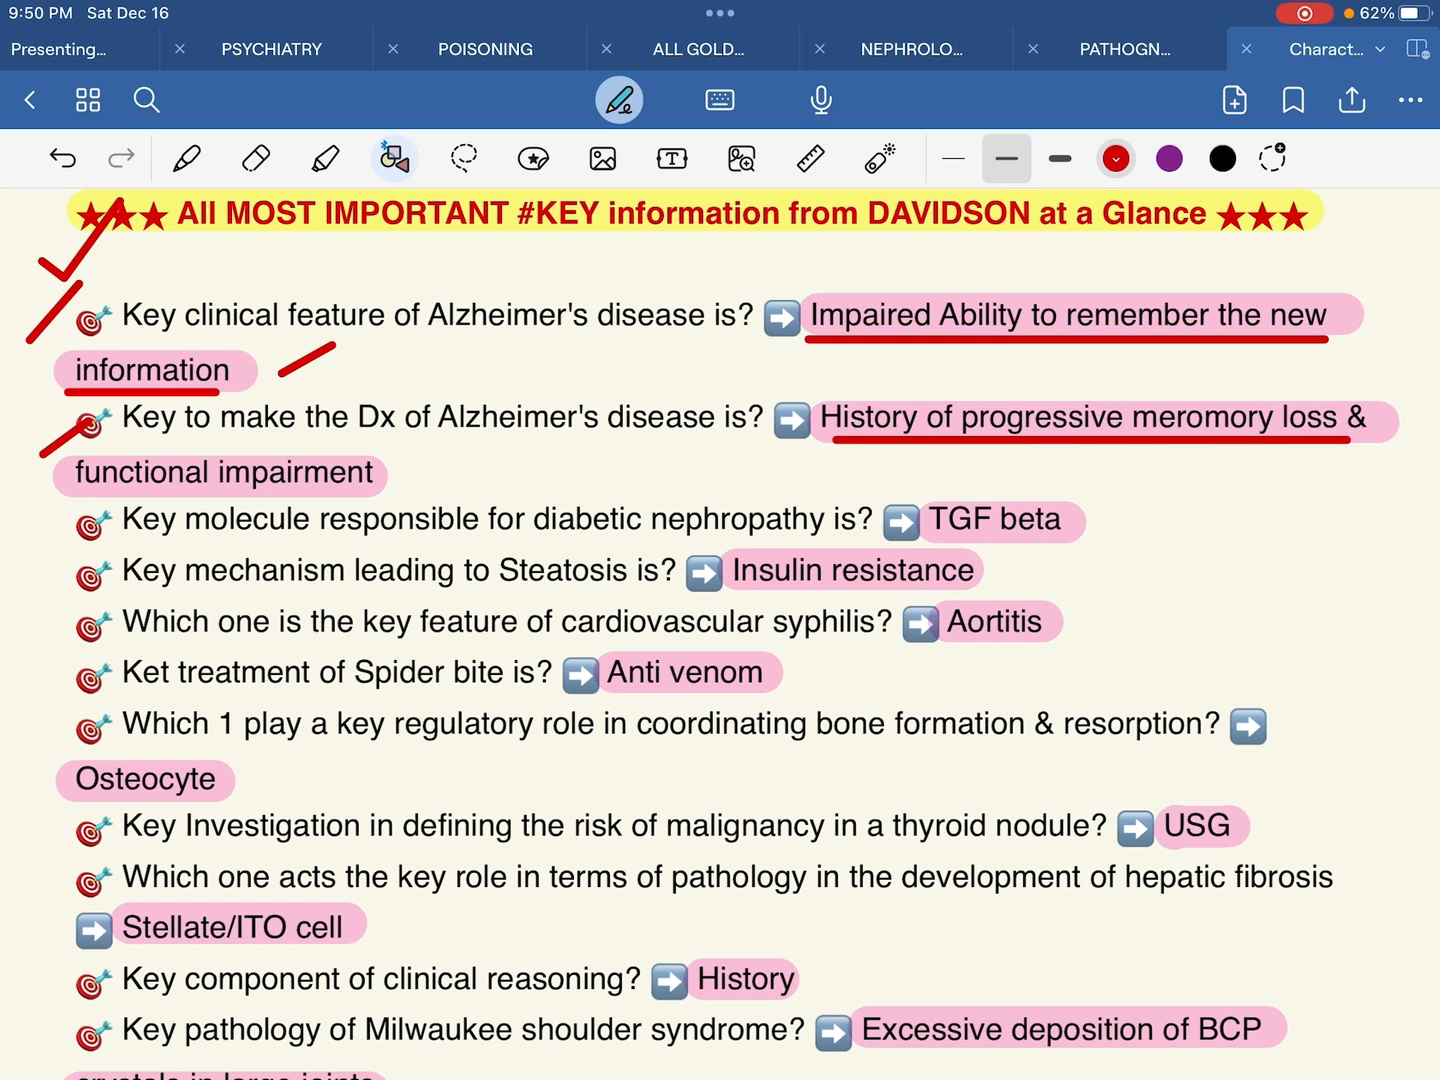 9:50 PM Sat Dec 16
62%
Presenting...
PSYCHIATRY
POISONING
ALL GOLD...
NEPHROLO...
PATHOGN...
Charact...
★★★ All MOST IMPORTANT #KEY information from DAVIDSON at a Glance ★★★
🎯 Key clinical feature of Alzheimer's disease is? ➡️ Impaired Ability to remember the new
information
🎯 Key to make the Dx of Alzheimer's disease is? ➡️ History of progressive meromory loss &
functional impairment
🎯 Key molecule responsible for diabetic nephropathy is? ➡️ TGF beta
🎯 Key mechanism leading to Steatosis is? ➡️ Insulin resistance
🎯 Which one is the key feature of cardiovascular syphilis? ➡️ Aortitis
🎯 Ket treatment of Spider bite is? ➡️ Anti venom
🎯 Which 1 play a key regulatory role in coordinating bone formation & resorption? ➡️
Osteocyte
🎯 Key Investigation in defining the risk of malignancy in a thyroid nodule? ➡️ USG
🎯 Which one acts the key role in terms of pathology in the development of hepatic fibrosis
➡️ Stellate/ITO cell
🎯 Key component of clinical reasoning? ➡️ History
🎯 Key pathology of Milwaukee shoulder syndrome? ➡️ Excessive deposition of BCP
crystals in large joints